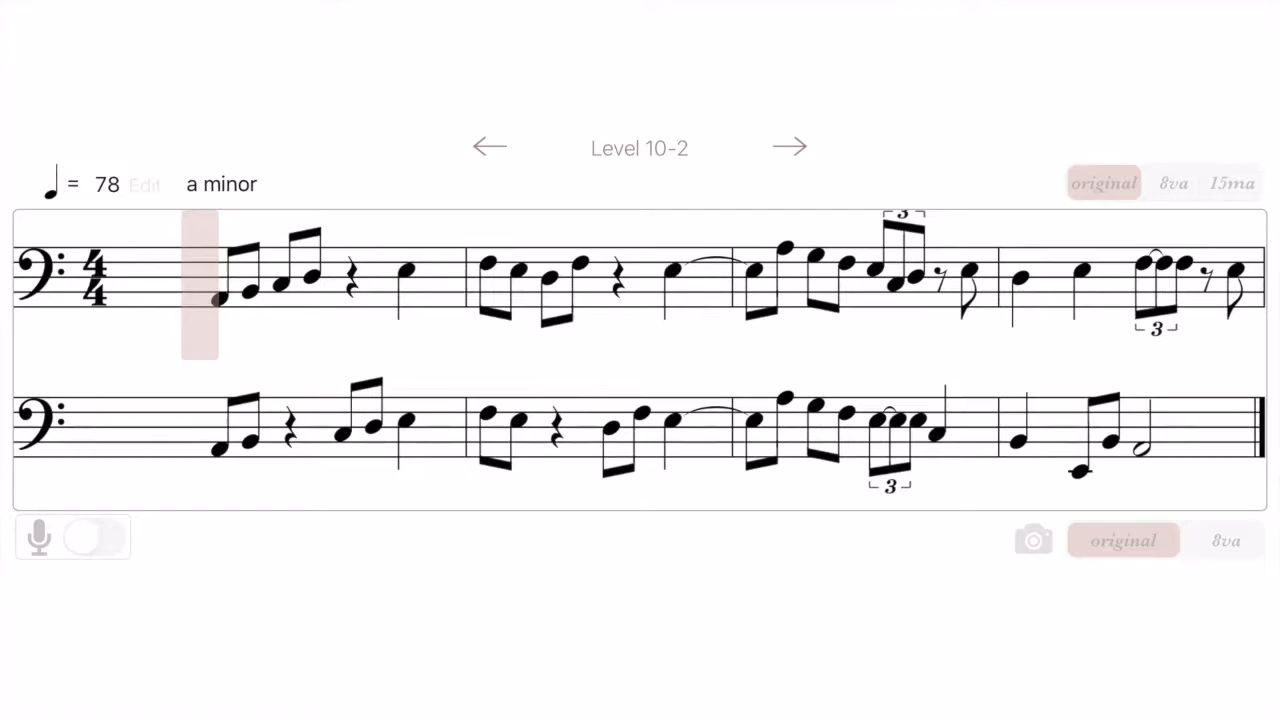 Level 10-2
= 78 Edit a minor
original 8va 15ma
3
4
4
3
3
original 8va